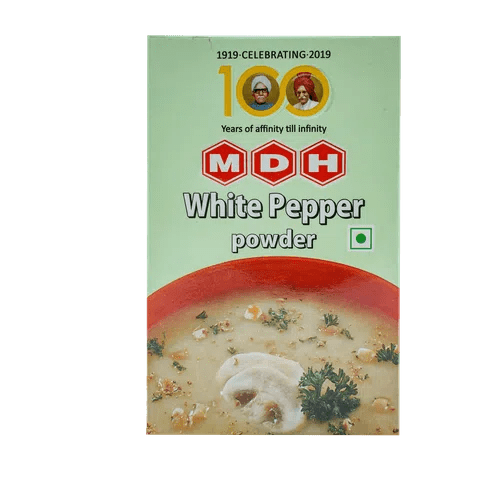 1919·CELEBRATING·2019
100
Years of affinity till infinity
MDH
White Pepper
powder